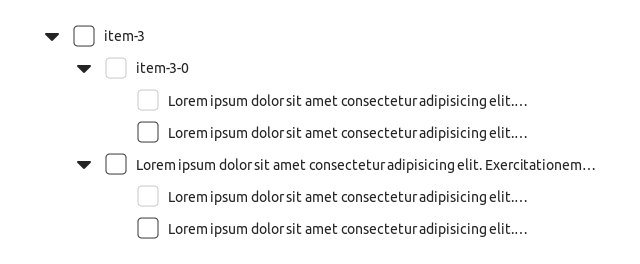 item-3
item-3-0
Lorem ipsum dolor sit amet consectetur adipisicing elit.…
Lorem ipsum dolor sit amet consectetur adipisicing elit.…
Lorem ipsum dolor sit amet consectetur adipisicing elit. Exercitationem…
Lorem ipsum dolor sit amet consectetur adipisicing elit.…
Lorem ipsum dolor sit amet consectetur adipisicing elit.…